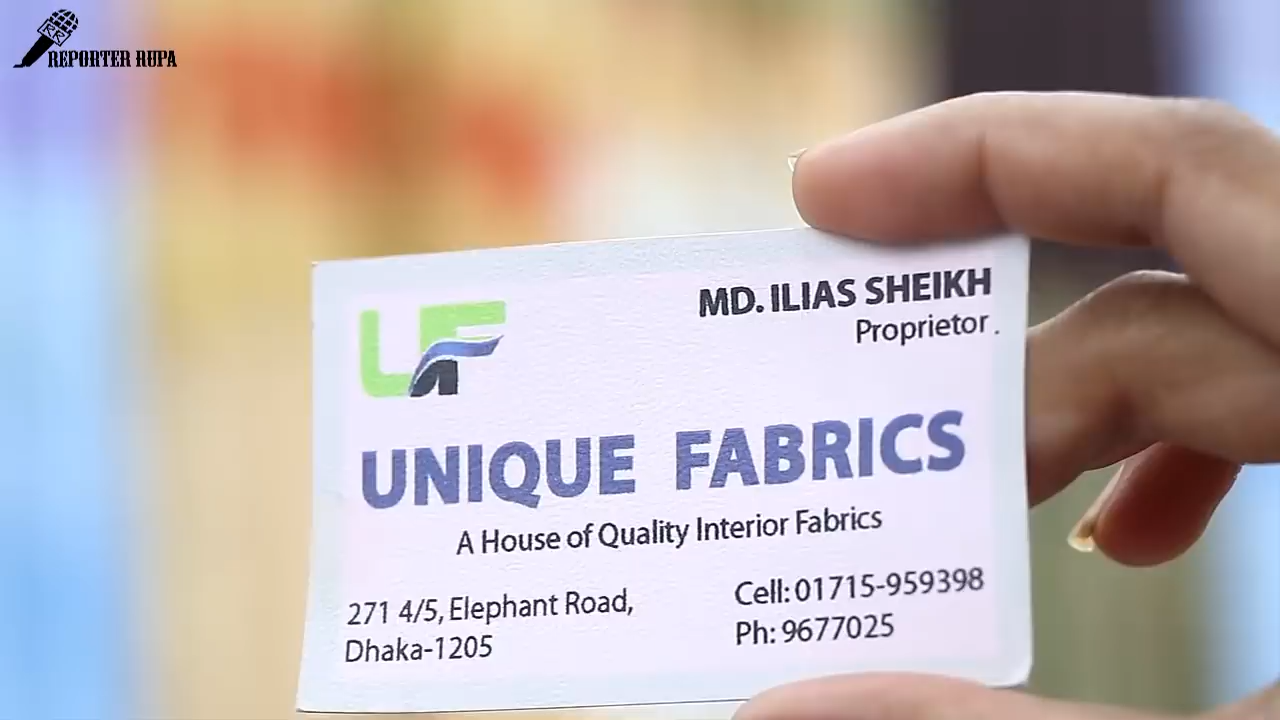 REPORTER RUPA
UF
MD. ILIAS SHEIKH
Proprietor.
UNIQUE FABRICS
A House of Quality Interior Fabrics
271 4/5, Elephant Road,
Dhaka-1205
Cell: 01715-959398
Ph: 9677025